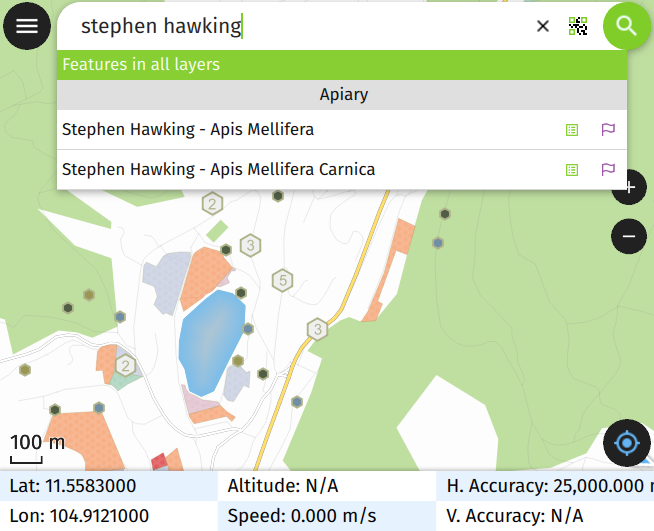 stephen hawking
Features in all layers
Apiary
Stephen Hawking - Apis Mellifera
Stephen Hawking - Apis Mellifera Carnica
2
3
5
3
2
100 m
Lat: 11.5583000
Altitude: N/A
H. Accuracy: 25,000.000
Lon: 104.9121000
Speed: 0.000 m/s
V. Accuracy: N/A